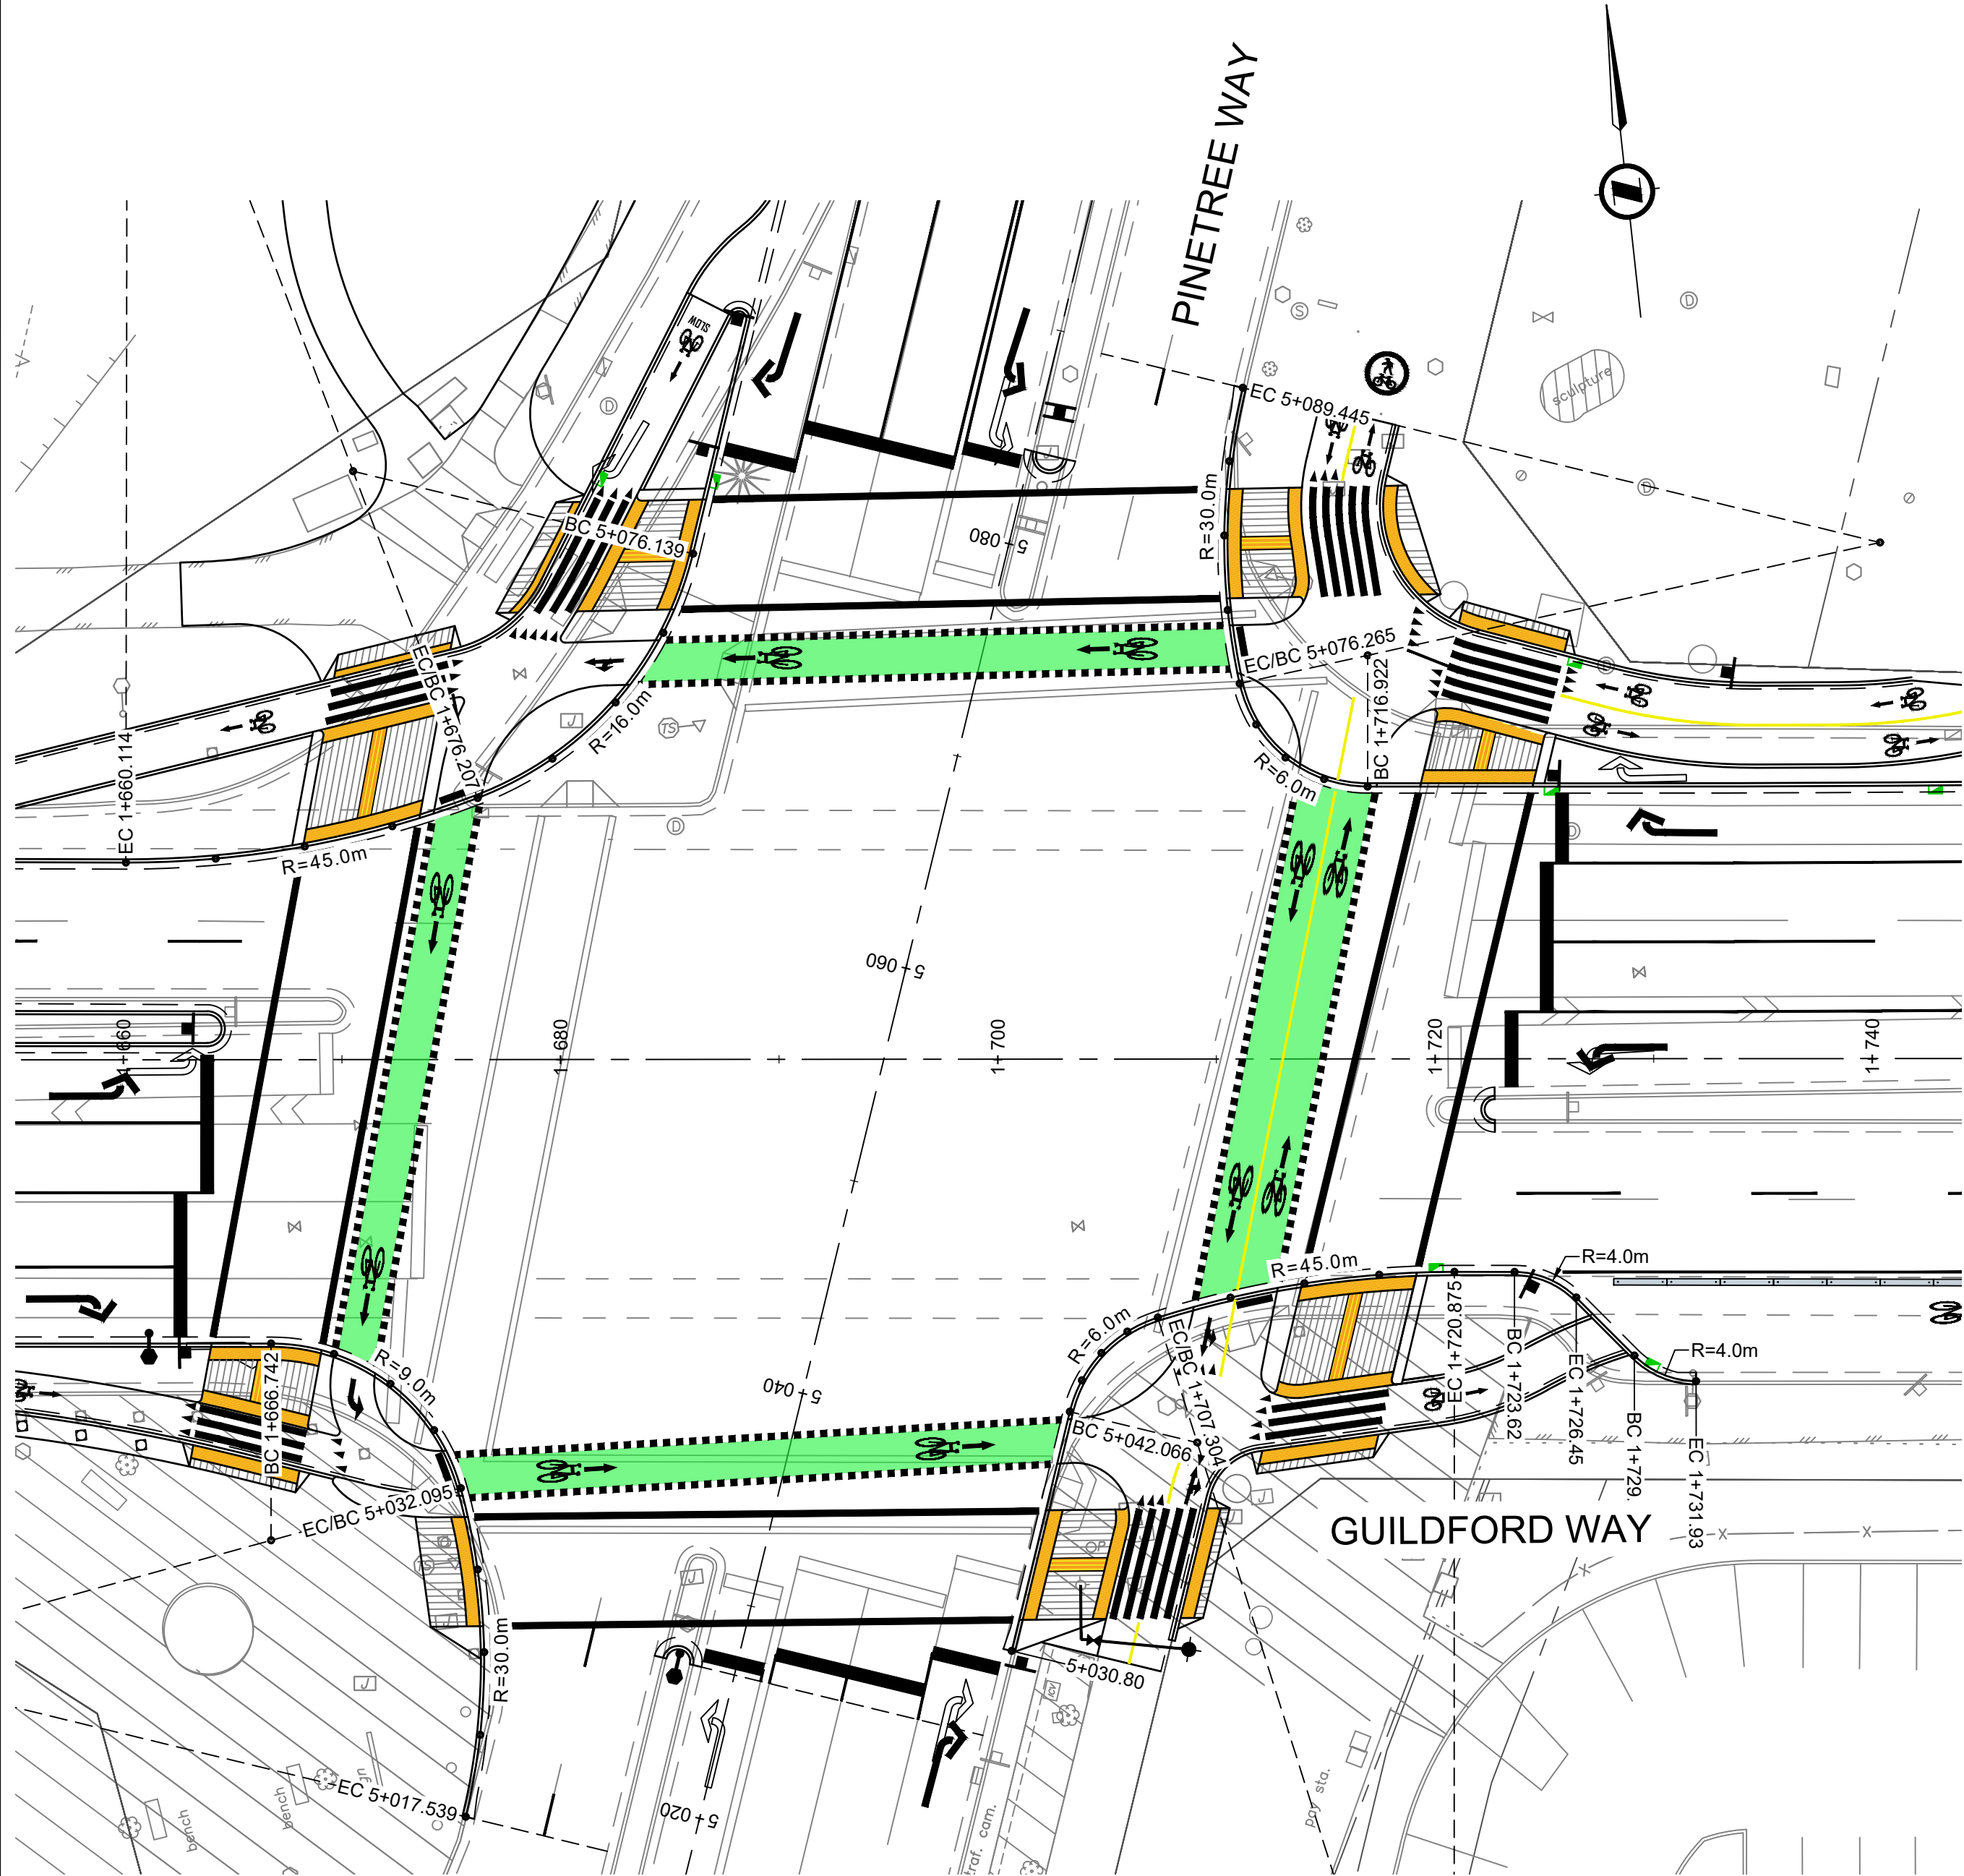 PINETREE WAY
SLOW
EC 5+089.445
sculpture
D
S
D
D
R=30.0m
BC 5+076.139
5+080
EC/BC 5+076.265
D
EC/BC 1+676.207
BC 1+716.922
R=16.0m
TS
J
J
EC 1+660.114
R=6.0m
D
R=45.0m
5+060
1+660
1+680
1+700
1+720
1+740
R=45.0m
R=4.0m
R=6.0m
R=9.0m
BC 1+666.742
EC/BC 1+707.304
EC 1+720.875
BC 1+723.62
EC 1+726.45
BC 1+729.
R=4.0m
EC 1+731.93
5+040
BC 5+042.066
EC/BC 5+032.095
GUILDFORD WAY
J
J
R=30.0m
5+030.80
ICV
J
EC 5+017.539
bench
bench
5+020
traf. cam.
pay sta.